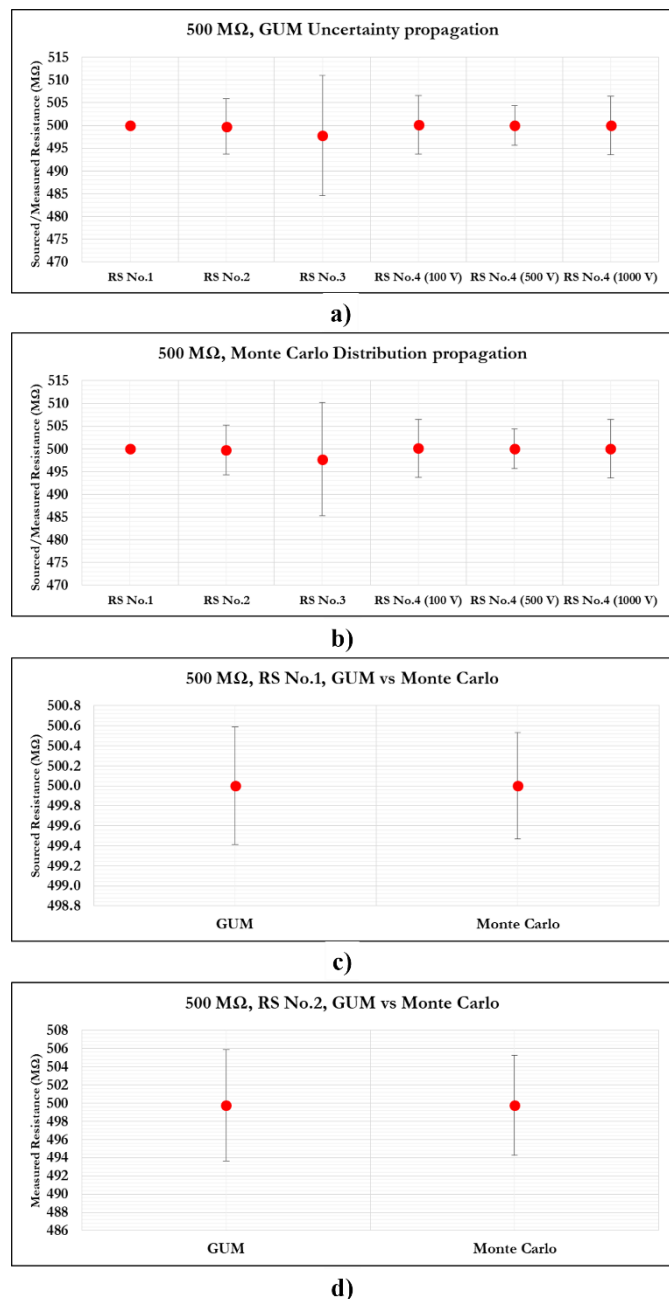 500 MΩ, GUM Uncertainty propagation
Sourced/Measured Resistance (MΩ)
515
510
505
500
495
490
485
480
475
470
RS No.1 RS No.2 RS No.3 RS No.4 (100 V) RS No.4 (500 V) RS No.4 (1000 V)
a)
500 MΩ, Monte Carlo Distribution propagation
Sourced/Measured Resistance (MΩ)
515
510
505
500
495
490
485
480
475
470
RS No.1 RS No.2 RS No.3 RS No.4 (100 V) RS No.4 (500 V) RS No.4 (1000 V)
b)
500 MΩ, RS No.1, GUM vs Monte Carlo
Sourced Resistance (MΩ)
500.8
500.6
500.4
500.2
500.0
499.8
499.6
499.4
499.2
499.0
498.8
GUM Monte Carlo
c)
500 MΩ, RS No.2, GUM vs Monte Carlo
Measured Resistance (MΩ)
508
506
504
502
500
498
496
494
492
490
488
486
GUM Monte Carlo
d)